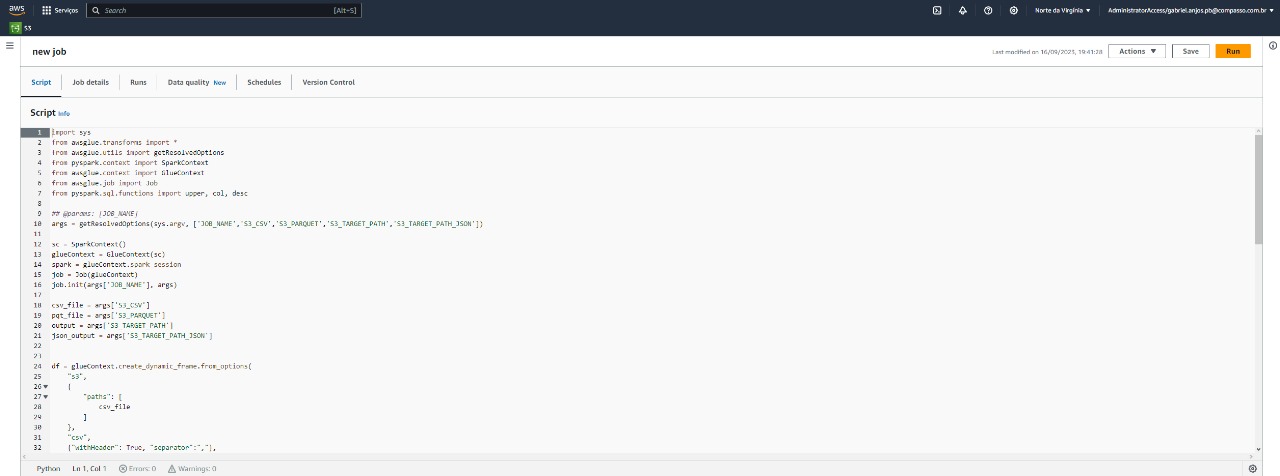 aws Serviços Search [Alt+S] Norte da Virgínia AdministratorAccess/gabriel.anjos.pb@compasso.com.br
S3
new job Last modified on 16/09/2023, 19:41:28 Actions Save Run
Script Job details Runs Data quality New Schedules Version Control
Script Info
1 import sys
2 from awsglue.transforms import *
3 from awsglue.utils import getResolvedOptions
4 from pyspark.context import SparkContext
5 from awsglue.context import GlueContext
6 from awsglue.job import Job
7 from pyspark.sql.functions import upper, col, desc
8
9 ## @params: [JOB_NAME]
10 args = getResolvedOptions(sys.argv, ['JOB_NAME','S3_CSV','S3_PARQUET','S3_TARGET_PATH','S3_TARGET_PATH_JSON'])
11
12 sc = SparkContext()
13 glueContext = GlueContext(sc)
14 spark = glueContext.spark_session
15 job = Job(glueContext)
16 job.init(args['JOB_NAME'], args)
17
18 csv_file = args['S3_CSV']
19 pqt_file = args['S3_PARQUET']
20 output = args['S3_TARGET_PATH']
21 json_output = args['S3_TARGET_PATH_JSON']
22
23
24 df = glueContext.create_dynamic_frame.from_options(
25 "s3",
26 {
27 "paths": [
28 csv_file
29 ]
30 },
31 "csv",
32 {"withHeader": True, "separator":","},
Python Ln 1, Col 1 Errors: 0 Warnings: 0